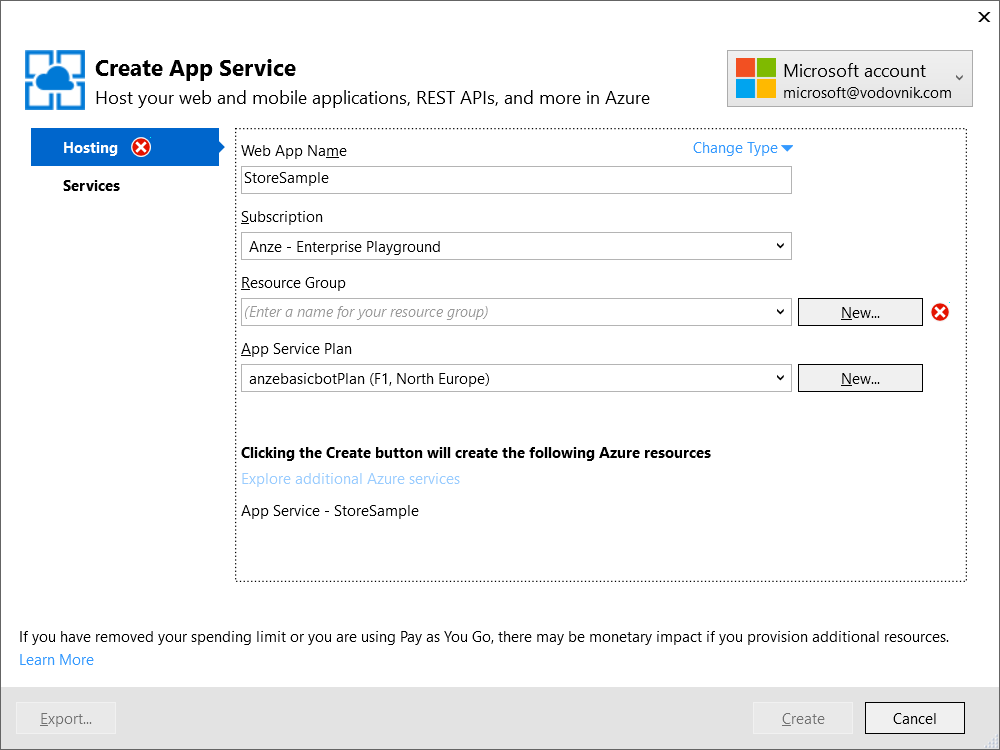 Create App Service
Host your web and mobile applications, REST APIs, and more in Azure
Microsoft account
microsoft@vodovnik.com
Hosting
Services
Web App Name
Change Type
StoreSample
Subscription
Anze - Enterprise Playground
Resource Group
(Enter a name for your resource group)
New...
App Service Plan
anzebasicbotPlan (F1, North Europe)
New...
Clicking the Create button will create the following Azure resources
Explore additional Azure services
App Service - StoreSample
If you have removed your spending limit or you are using Pay as You Go, there may be monetary impact if you provision additional resources.
Learn More
Export...
Create
Cancel